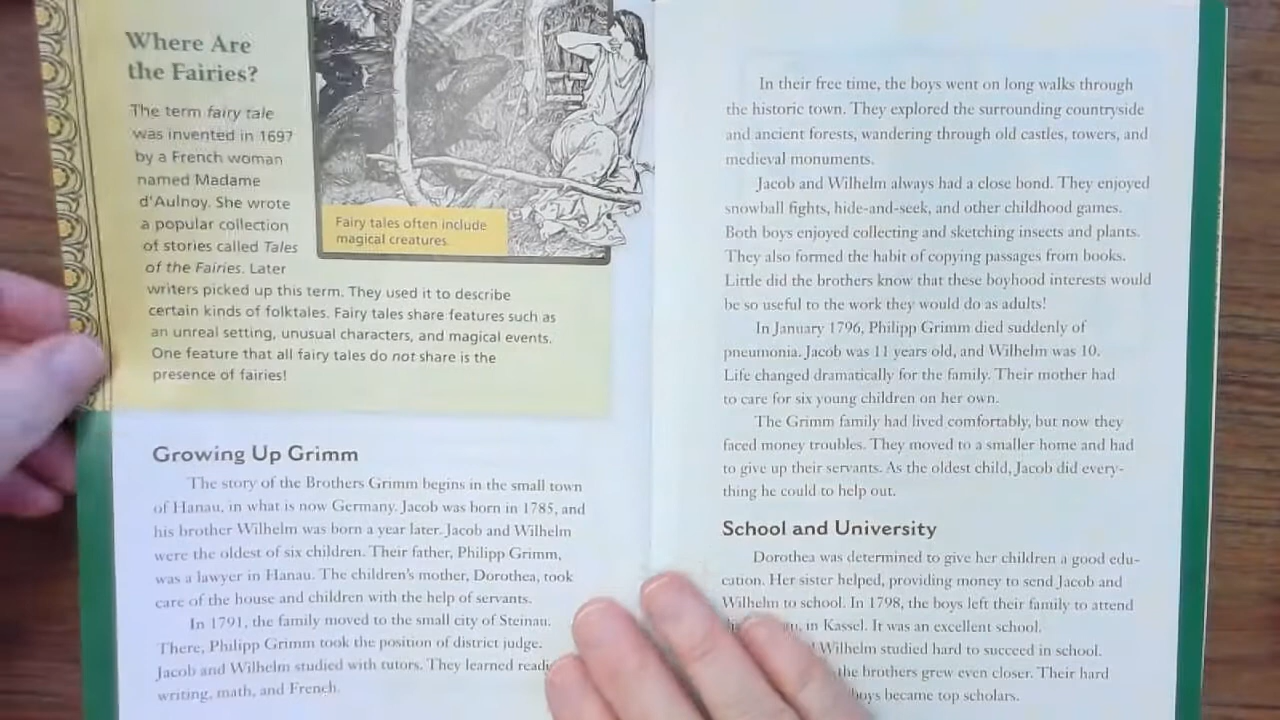 Where Are
the Fairies?
The term fairy tale
was invented in 1697
by a French woman
named Madame
d'Aulnoy. She wrote
a popular collection
of stories called Tales
of the Fairies. Later
writers picked up this term. They used it to describe
certain kinds of folktales. Fairy tales share features such as
an unreal setting, unusual characters, and magical events.
One feature that all fairy tales do not share is the
presence of fairies!
Fairy tales often include
magical creatures.
Growing Up Grimm
The story of the Brothers Grimm begins in the small town
of Hanau, in what is now Germany. Jacob was born in 1785, and
his brother Wilhelm was born a year later. Jacob and Wilhelm
were the oldest of six children. Their father, Philipp Grimm,
was a lawyer in Hanau. The children's mother, Dorothea, took
care of the house and children with the help of servants.
In 1791, the family moved to the small city of Steinau.
There, Philipp Grimm took the position of district judge.
Jacob and Wilhelm studied with tutors. They learned
writing, math, and French.
In their free time, the boys went on long walks through
the historic town. They explored the surrounding countryside
and ancient forests, wandering through old castles, towers, and
medieval monuments.
Jacob and Wilhelm always had a close bond. They enjoyed
snowball fights, hide-and-seek, and other childhood games.
Both boys enjoyed collecting and sketching insects and plants.
They also formed the habit of copying passages from books.
Little did the brothers know that these boyhood interests would
be so useful to the work they would do as adults!
In January 1796, Philipp Grimm died suddenly of
pneumonia. Jacob was 11 years old, and Wilhelm was 10.
Life changed dramatically for the family. Their mother had
to care for six young children on her own.
The Grimm family had lived comfortably, but now they
faced money troubles. They moved to a smaller home and had
to give up their servants. As the oldest child, Jacob did every-
thing he could to help out.
School and University
Dorothea was determined to give her children a good edu-
cation. Her sister helped, providing money to send Jacob and
Wilhelm to school. In 1798, the boys left their family to attend
in Kassel. It was an excellent school.
Wilhelm studied hard to succeed in school.
the brothers grew even closer. Their hard
boys became top scholars.